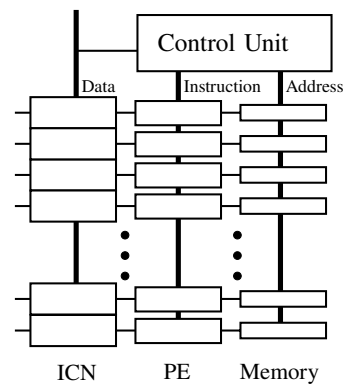 Control Unit
Data Instruction Address
ICN PE Memory